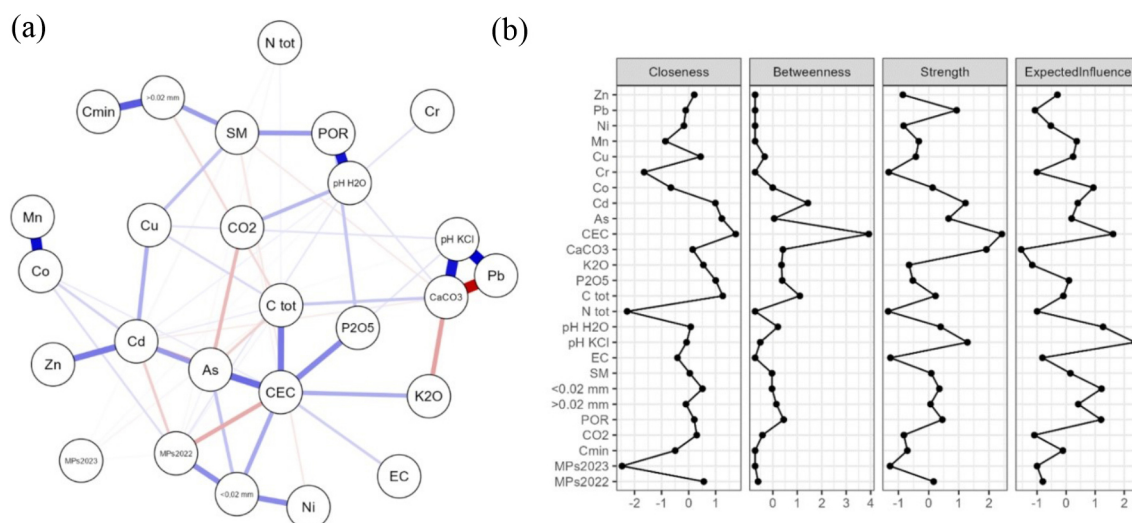 (a)
(b)
N tot
>0.02 mm
Cmin
Cr
SM
POR
pH H2O
Mn
Cu
CO2
pH KCl
Co
Pb
CaCO3
C tot
P2O5
Cd
Zn
As
CEC
K2O
MPs2022
MPs2023
EC
<0.02 mm
Ni
Closeness Betweenness Strength ExpectedInfluence
Zn
Pb
Ni
Mn
Cu
Cr
Co
Cd
As
CEC
CaCO3
K2O
P2O5
C tot
N tot
pH H2O
pH KCl
EC
SM
<0.02 mm
>0.02 mm
POR
CO2
Cmin
MPs2023
MPs2022
-2 -1 0 1 0 1 2 3 4 -1 0 1 2 -1 0 1 2